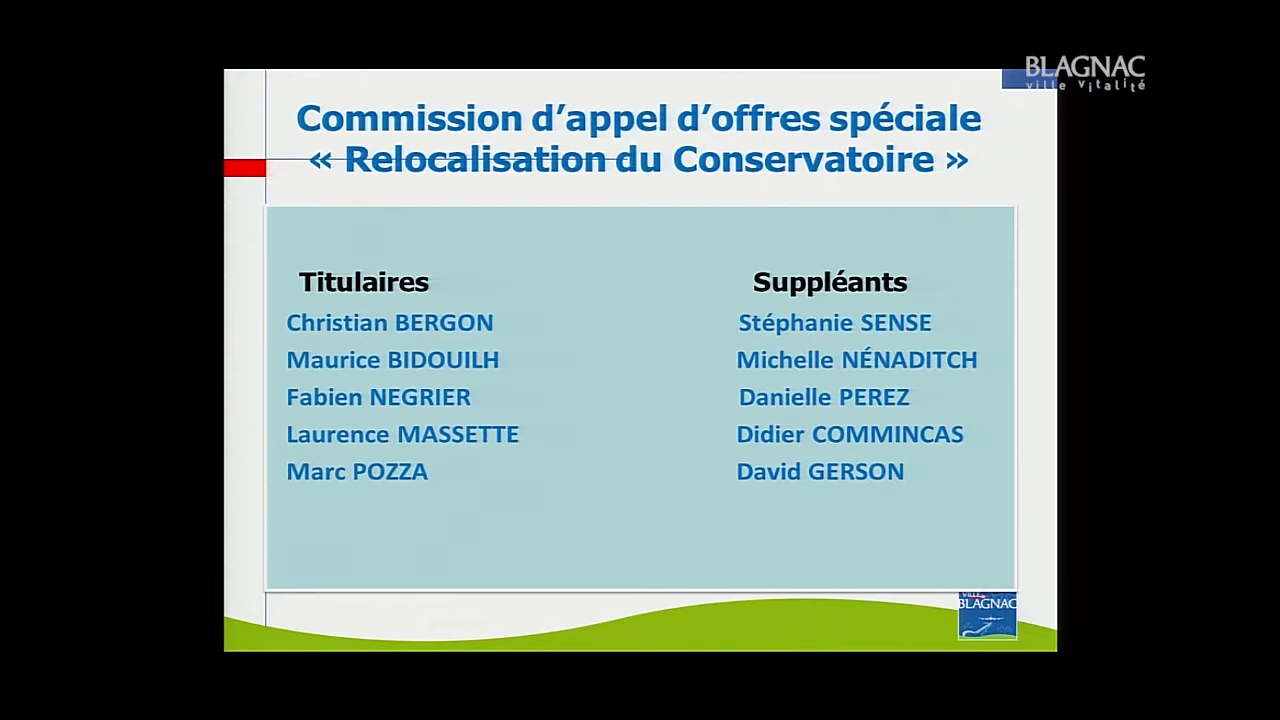 BLAGNAC
ville vitalité
Commission d’appel d’offres spéciale
« Relocalisation du Conservatoire »
Titulaires
Suppléants
Christian BERGON
Stéphanie SENSE
Maurice BIDOUILH
Michelle NÉNADITCH
Fabien NEGRIER
Danielle PEREZ
Laurence MASSETTE
Didier COMMINCAS
Marc POZZA
David GERSON
VILLE
BLAGNAC